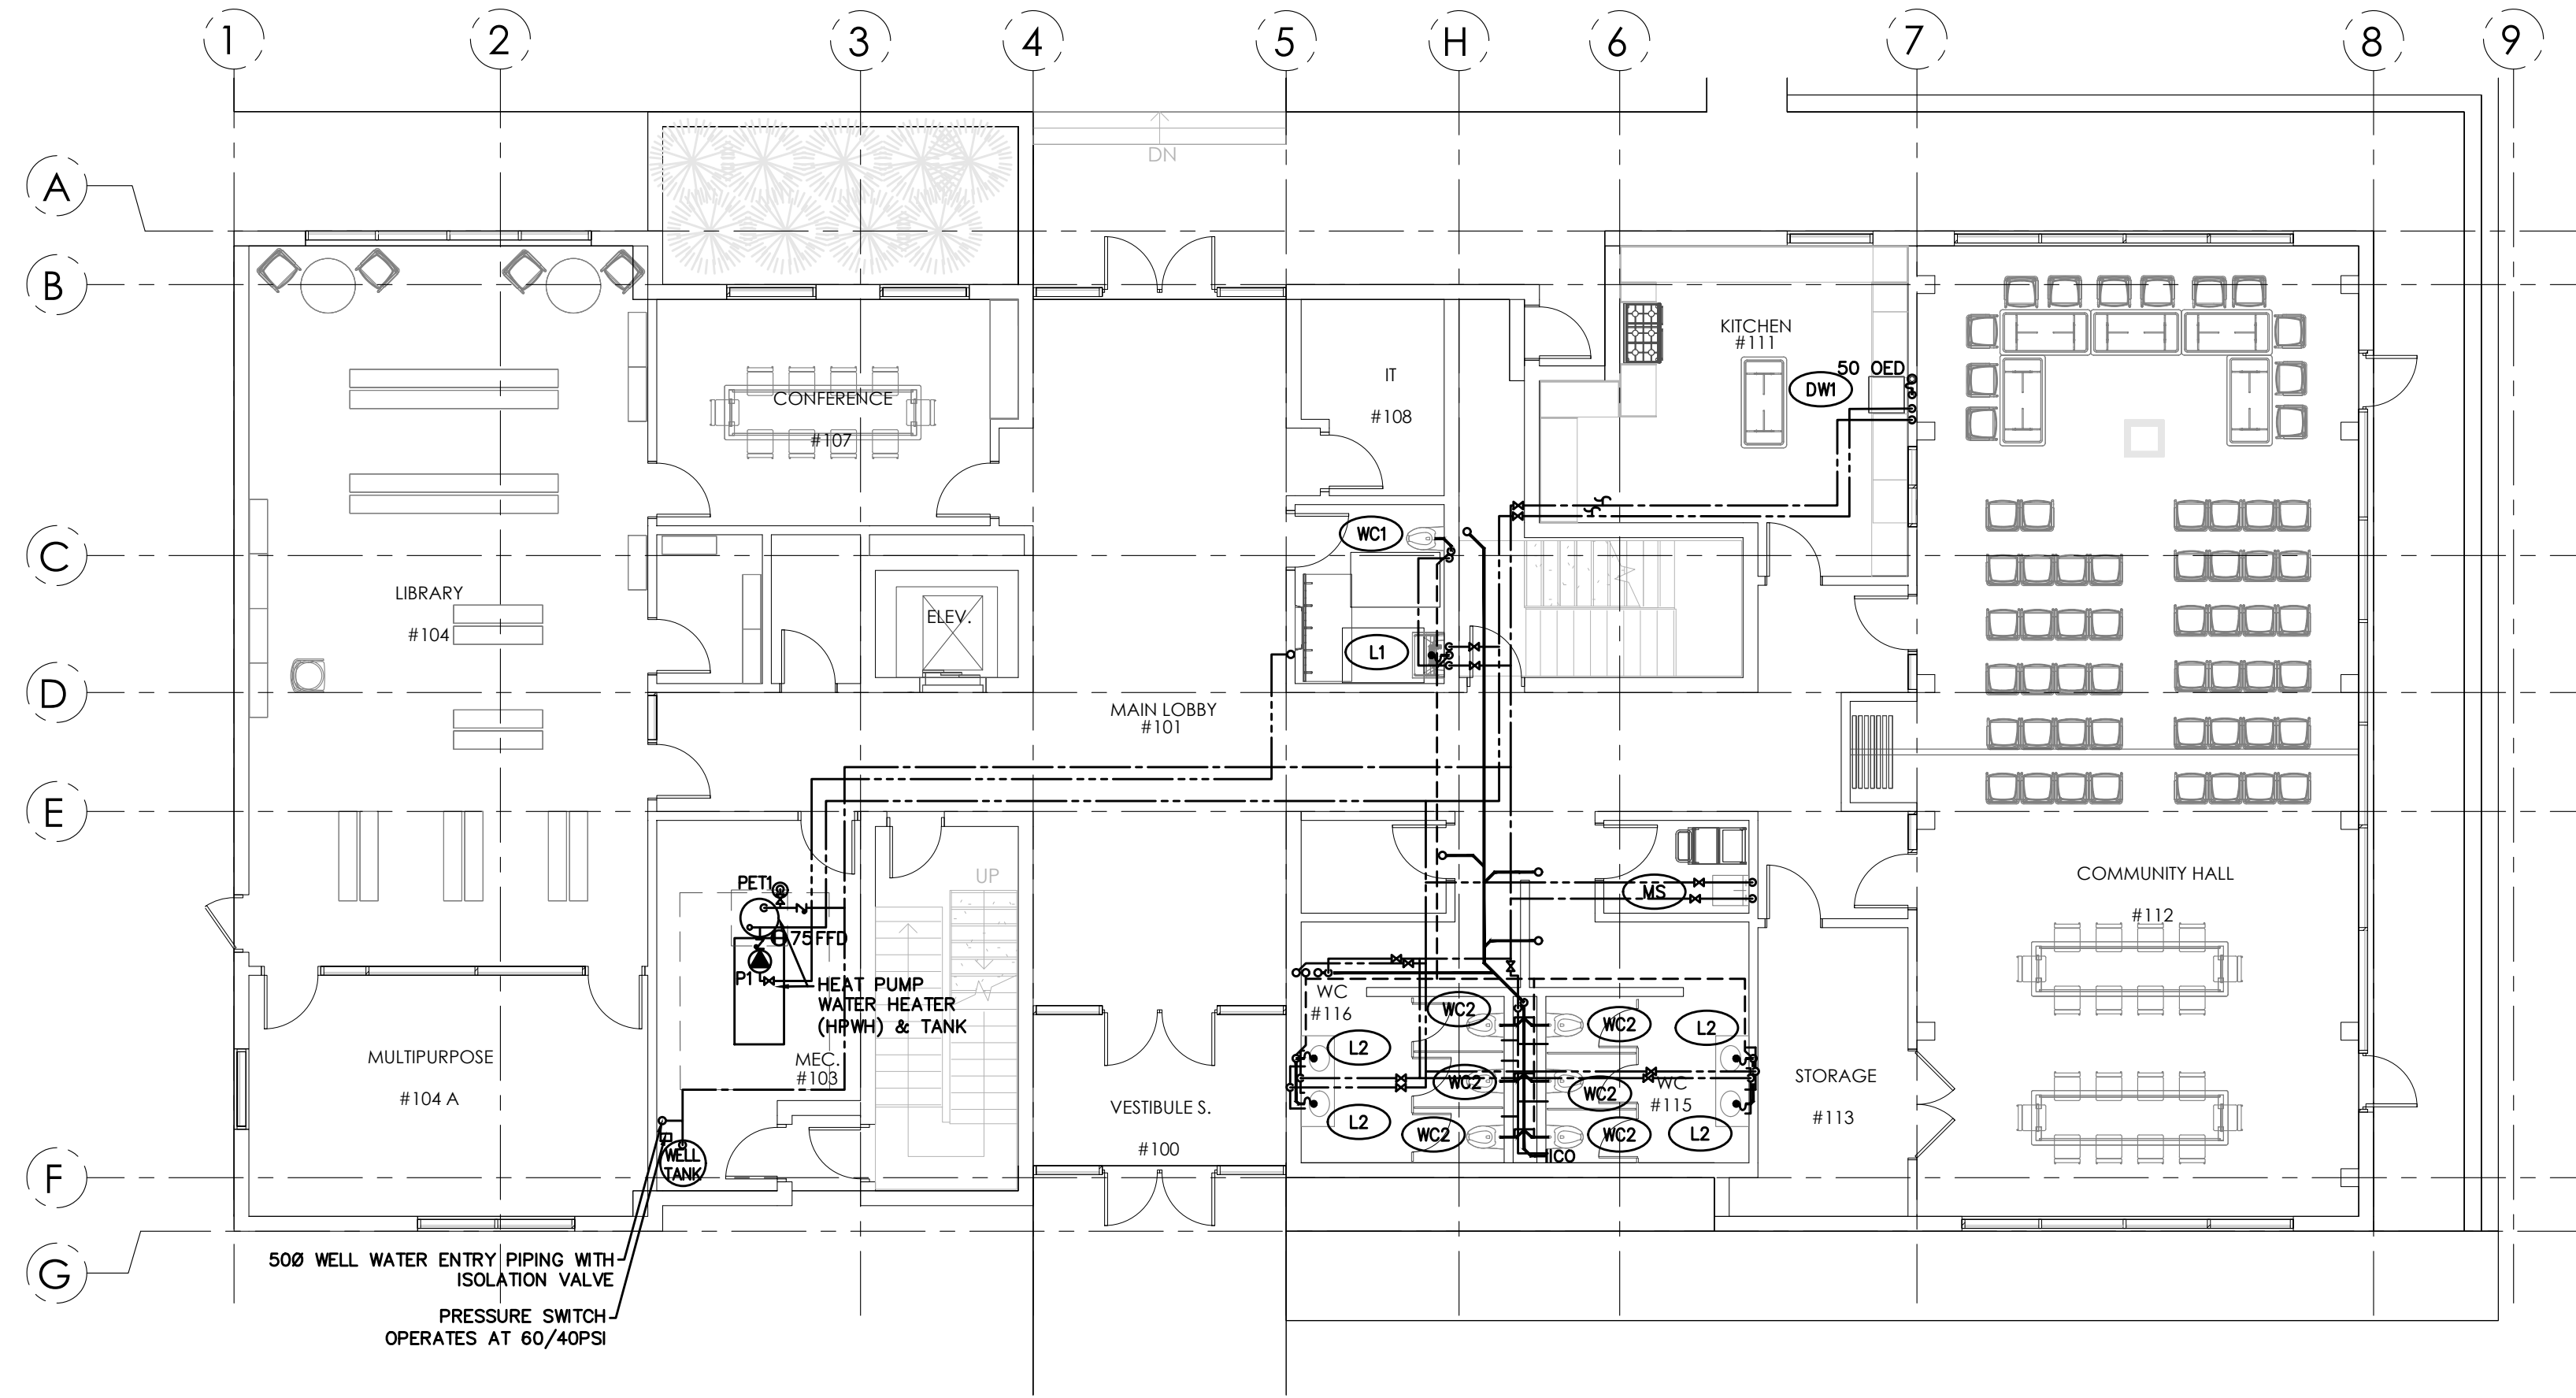 1
2
3
4
5
H
6
7
8
9
A
B
C
D
E
F
G
DN
KITCHEN
#111
50 OED
DW1
IT
#108
CONFERENCE
#107
WC1
LIBRARY
#104
ELEV.
L1
MAIN LOBBY
#101
COMMUNITY HALL
#112
UP
PET1
MS
75 FFD
P1
HEAT PUMP
WATER HEATER
(HPWH) & TANK
WC
#116
WC2
WC2
L2
L2
MEC.
#103
MULTIPURPOSE
#104 A
WC2
WC2
WC
#115
STORAGE
#113
VESTIBULE S.
#100
L2
WC2
WC2
L2
ICO
WELL
TANK
50Ø WELL WATER ENTRY PIPING WITH
ISOLATION VALVE
PRESSURE SWITCH
OPERATES AT 60/40PSI